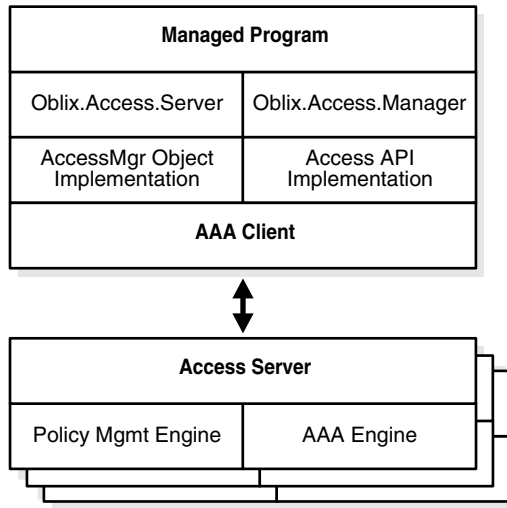 Managed Program
Oblix.Access.Server
Oblix.Access.Manager
AccessMgr Object
Implementation
Access API
Implementation
AAA Client
Access Server
Policy Mgmt Engine
AAA Engine